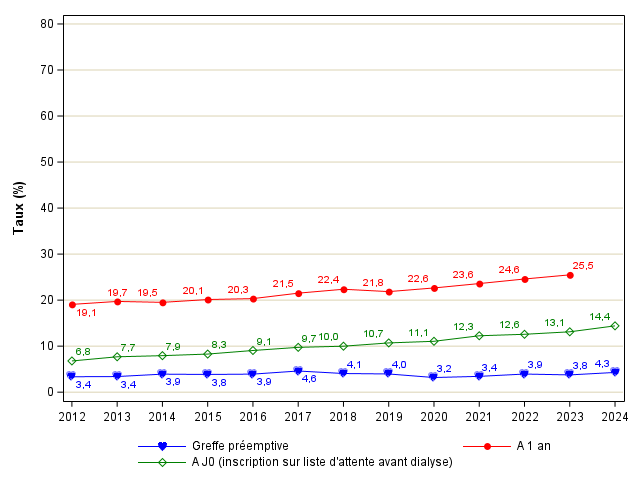 80
70
60
50
40
30
20
10
0
Taux (%)
19,1 19,7 19,5 20,1 20,3 21,5 22,4 21,8 22,6 23,6 24,6 25,5
6,8 7,7 7,9 8,3 9,1 9,7 10,0 10,7 11,1 12,3 12,6 13,1 14,4
3,4 3,4 3,9 3,8 3,9 4,6 4,1 4,0 3,2 3,4 3,9 3,8 4,3
2012 2013 2014 2015 2016 2017 2018 2019 2020 2021 2022 2023 2024
Greffe préemptive A 1 an
A J0 (inscription sur liste d'attente avant dialyse)